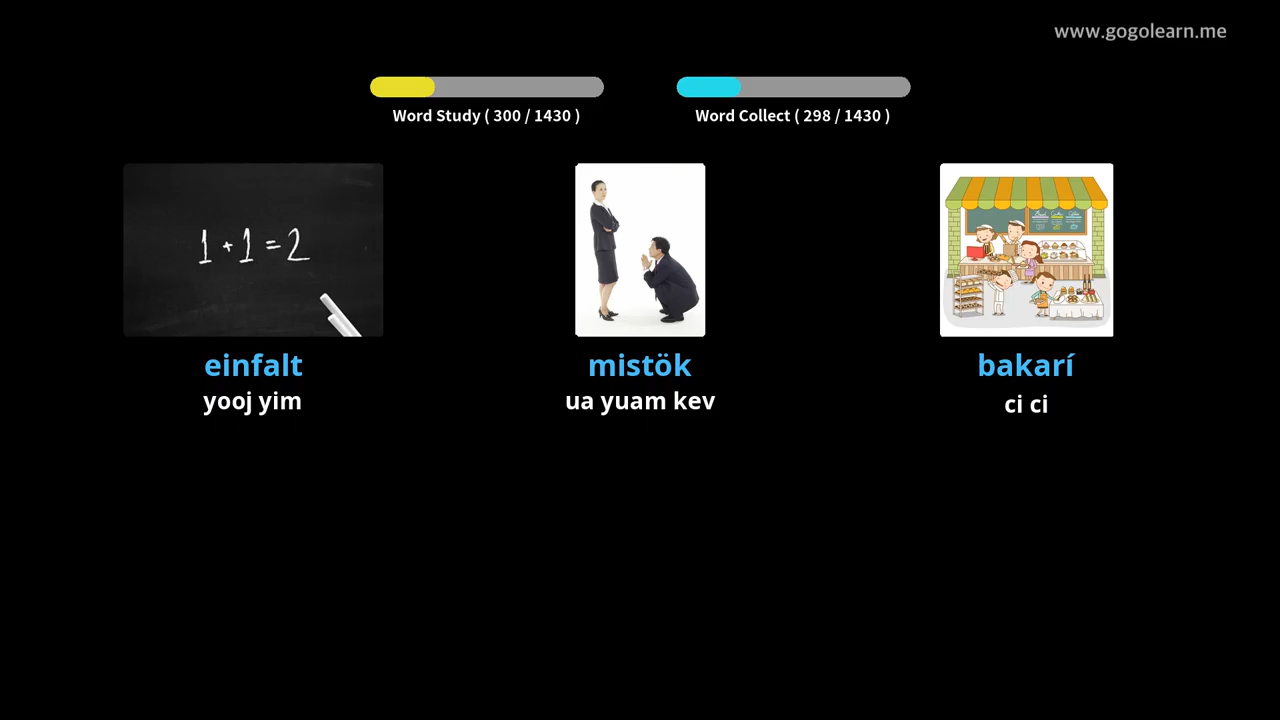 www.gogolearn.me
Word Study ( 300 / 1430 )
Word Collect ( 298 / 1430 )
1 + 1 = 2
einfalt
mistök
bakarí
yooj yim
ua yuam kev
ci ci